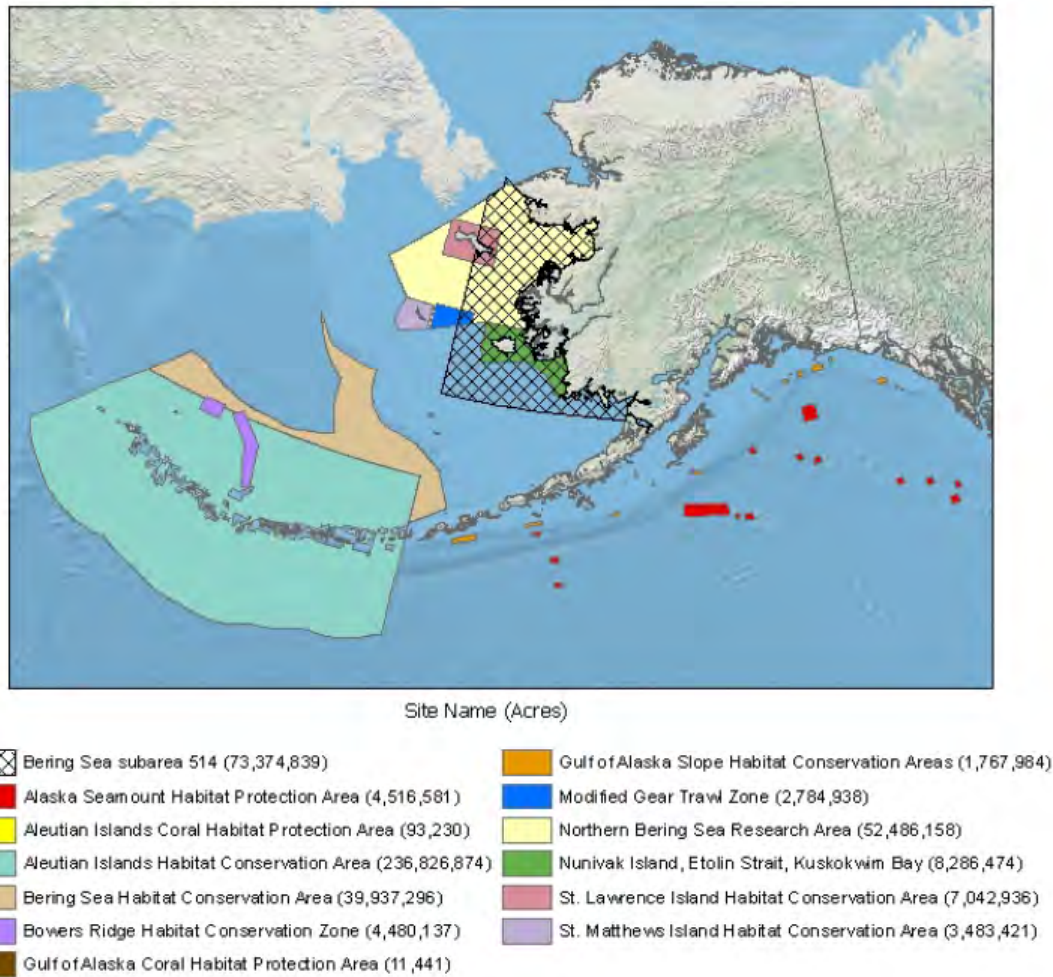 Site Name (Acres)
Bering Sea subarea 514 (73,374,839)
Alaska Seamount Habitat Protection Area (4,516,581)
Aleutian Islands Coral Habitat Protection Area (93,230)
Aleutian Islands Habitat Conservation Area (236,826,874)
Bering Sea Habitat Conservation Area (39,937,296)
Bowers Ridge Habitat Conservation Zone (4,480,137)
Gulf of Alaska Coral Habitat Protection Area (11,441)
Gulf of Alaska Slope Habitat Conservation Areas (1,767,984)
Modified Gear Trawl Zone (2,784,938)
Northern Bering Sea Research Area (52,486,158)
Nunivak Island, Etolin Strait, Kuskokwim Bay (8,286,474)
St. Lawrence Island Habitat Conservation Area (7,042,936)
St. Matthews Island Habitat Conservation Area (3,483,421)